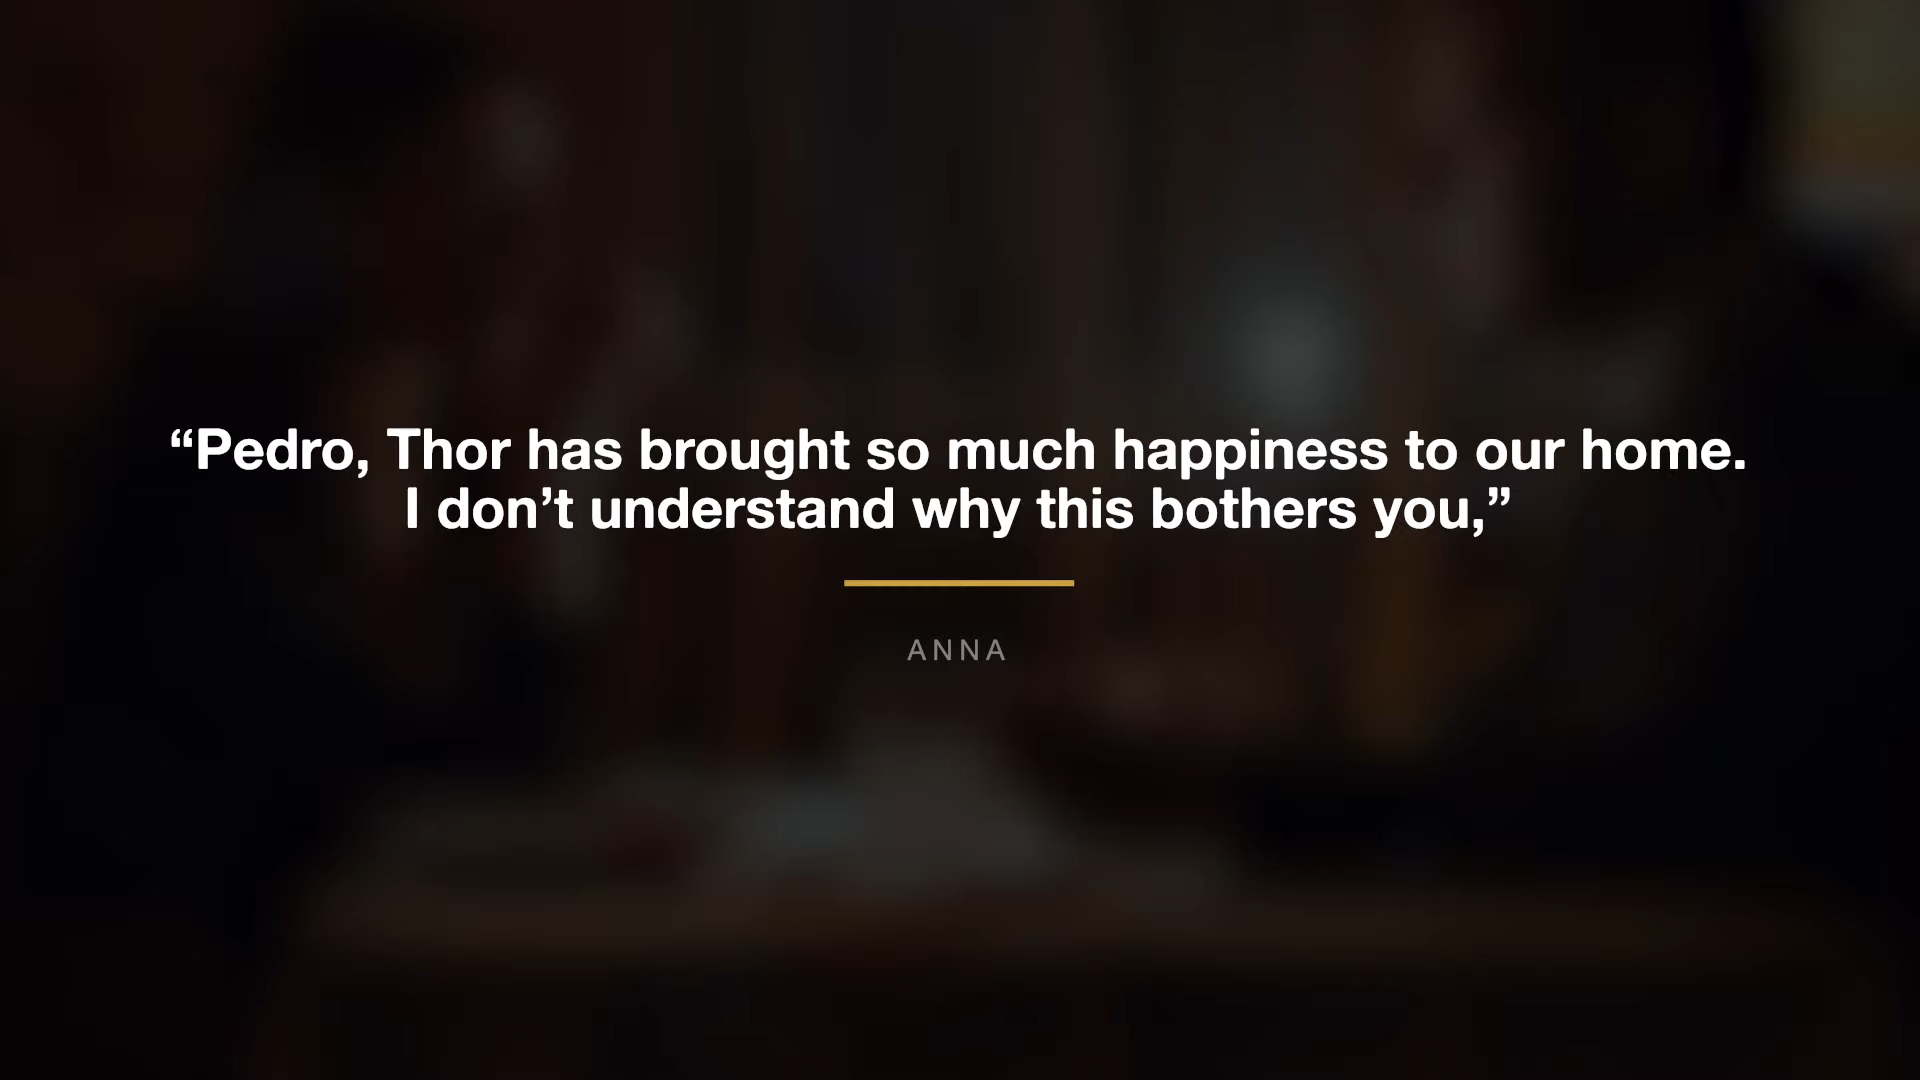 “Pedro, Thor has brought so much happiness to our home.
I don’t understand why this bothers you,”
ANNA